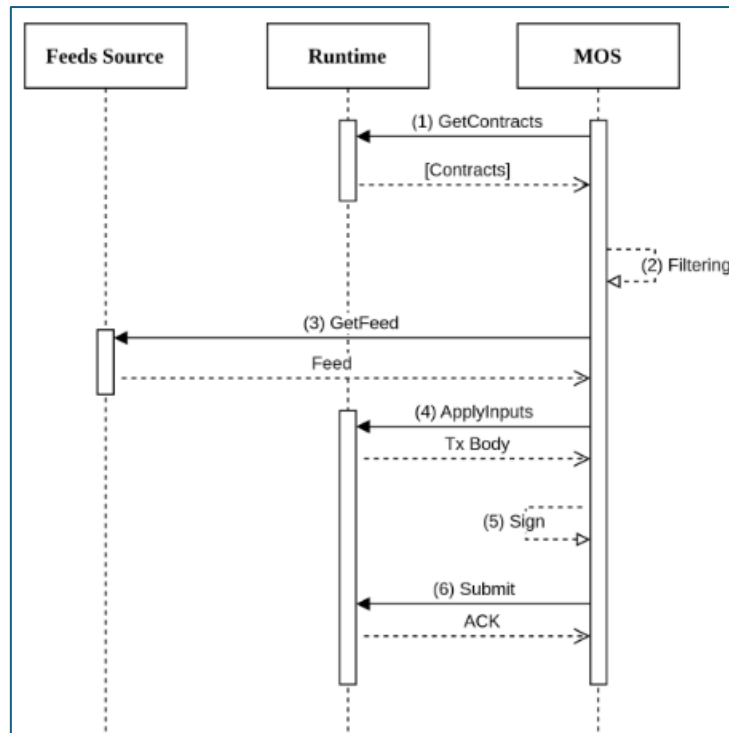 Feeds Source
Runtime
MOS
(1) GetContracts
[Contracts]
(2) Filtering
(3) GetFeed
Feed
(4) ApplyInputs
Tx Body
(5) Sign
(6) Submit
ACK